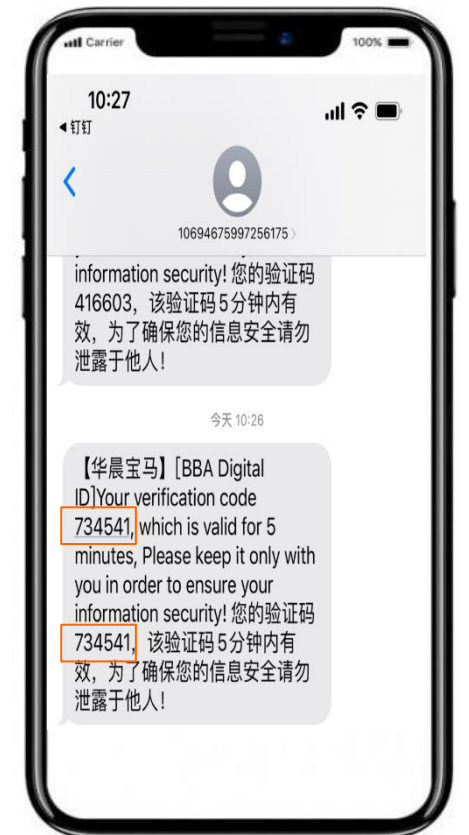 Carrier
100%
10:27
◀ 钉钉
10694675997256175 >
information security! 您的验证码
416603，该验证码5分钟内有
效，为了确保您的信息安全请勿
泄露于他人！
今天 10:26
【华晨宝马】[BBA Digital
ID]Your verification code
734541, which is valid for 5
minutes, Please keep it only with
you in order to ensure your
information security! 您的验证码
734541，该验证码5分钟内有
效，为了确保您的信息安全请勿
泄露于他人！